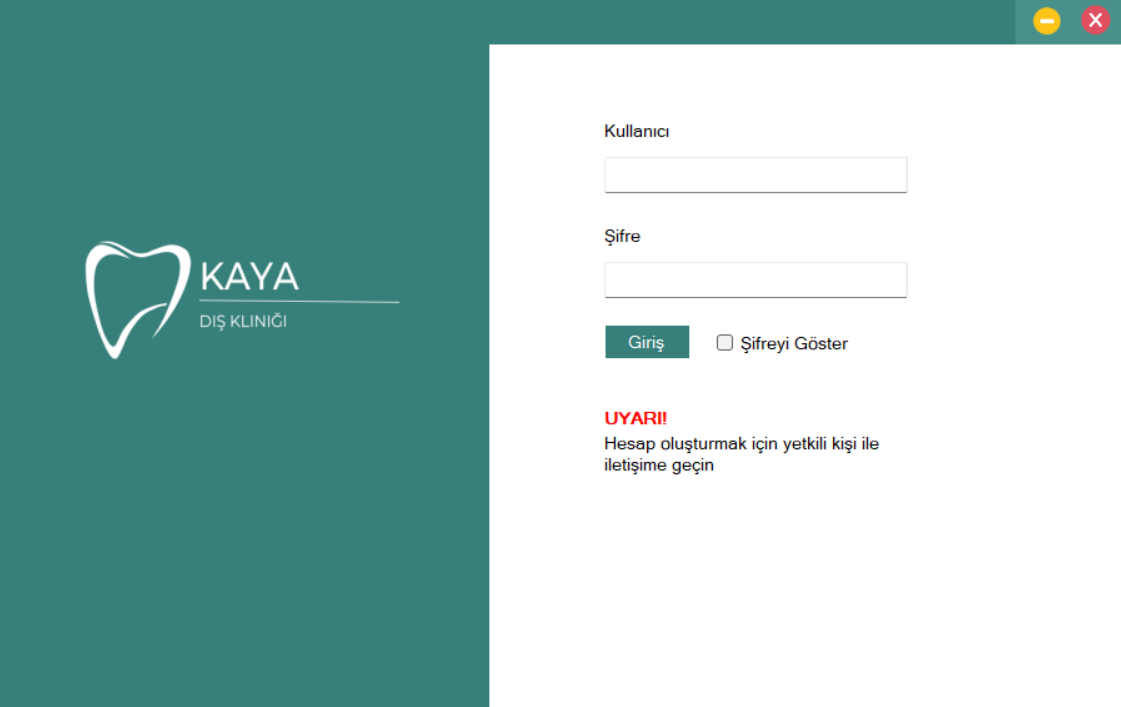 KAYA
DIŞ KLINIĞI
Kullanıcı
Şifre
Giriş
Şifreyi Göster
UYARI!
Hesap oluşturmak için yetkili kişi ile
iletişime geçin